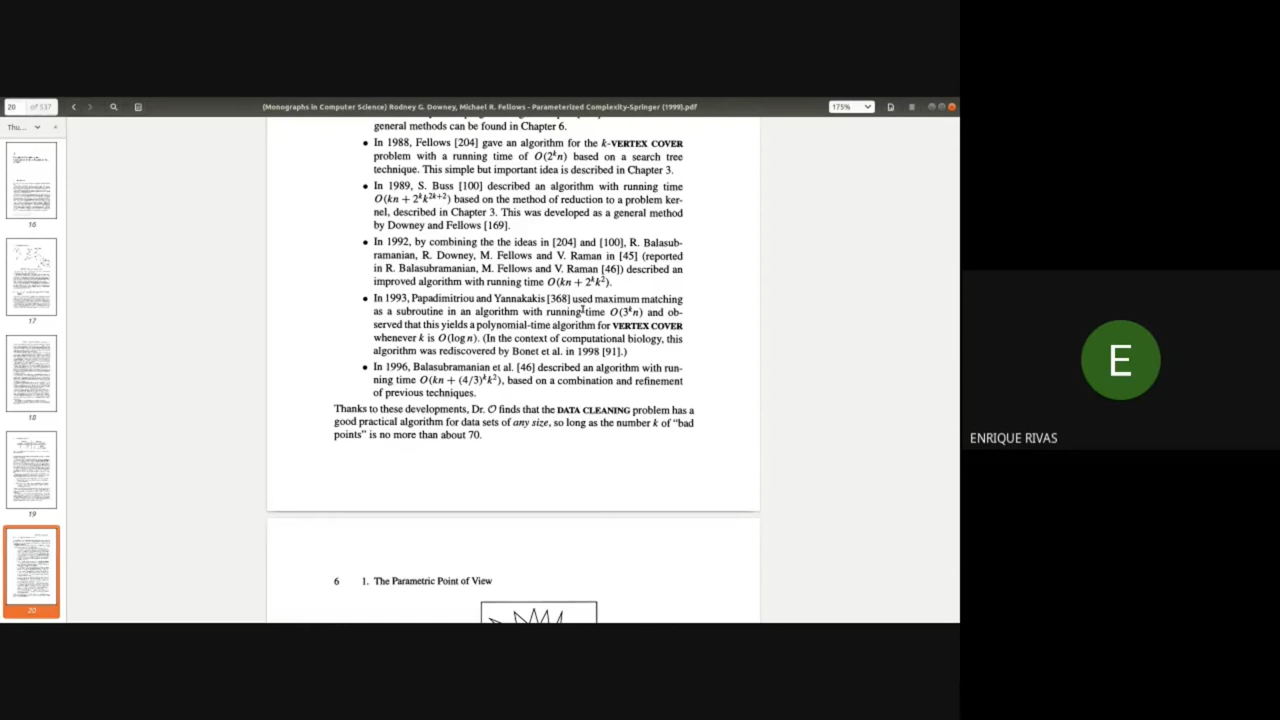 20 of 537
(Monographs in Computer Science) Rodney G. Downey, Michael R. Fellows - Parameterized Complexity-Springer (1999).pdf
175%
Thu...
16
17
18
19
20
general methods can be found in Chapter 6.
• In 1988, Fellows [204] gave an algorithm for the k-VERTEX COVER
problem with a running time of O(2^k n) based on a search tree
technique. This simple but important idea is described in Chapter 3.
• In 1989, S. Buss [100] described an algorithm with running time
O(kn + 2^k k^{2k+2}) based on the method of reduction to a problem ker-
nel, described in Chapter 3. This was developed as a general method
by Downey and Fellows [169].
• In 1992, by combining the the ideas in [204] and [100], R. Balasub-
ramanian, R. Downey, M. Fellows and V. Raman in [45] (reported
in R. Balasubramanian, M. Fellows and V. Raman [46]) described an
improved algorithm with running time O(kn + 2^k k^2).
• In 1993, Papadimitriou and Yannakakis [368] used maximum matching
as a subroutine in an algorithm with running time O(3^k n) and ob-
served that this yields a polynomial-time algorithm for VERTEX COVER
whenever k is O(log n). (In the context of computational biology, this
algorithm was rediscovered by Bonet et al. in 1998 [91].)
• In 1996, Balasubramanian et al. [46] described an algorithm with run-
ning time O(kn + (4/3)^k k^2), based on a combination and refinement
of previous techniques.
Thanks to these developments, Dr. O finds that the DATA CLEANING problem has a
good practical algorithm for data sets of any size, so long as the number k of “bad
points” is no more than about 70.
6 1. The Parametric Point of View
E
ENRIQUE RIVAS